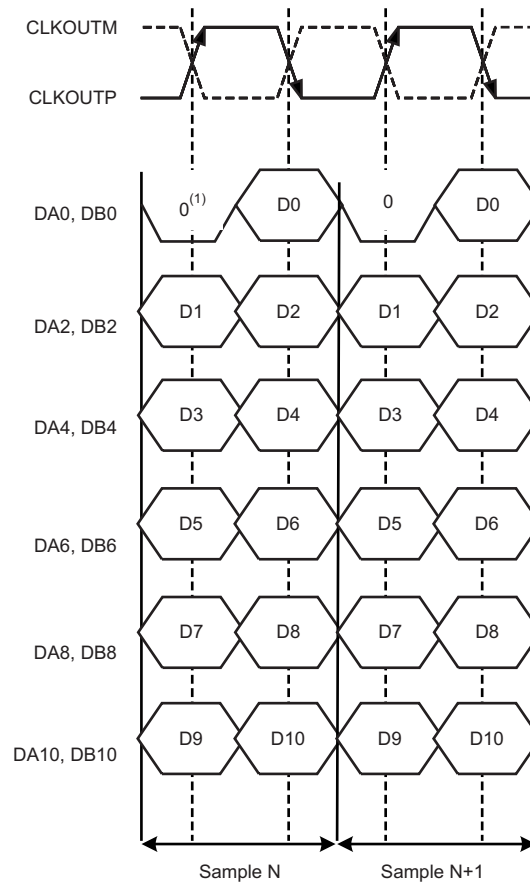 CLKOUTM
CLKOUTP
DA0, DB0 0(1) D0 0 D0
DA2, DB2 D1 D2 D1 D2
DA4, DB4 D3 D4 D3 D4
DA6, DB6 D5 D6 D5 D6
DA8, DB8 D7 D8 D7 D8
DA10, DB10 D9 D10 D9 D10
Sample N Sample N+1